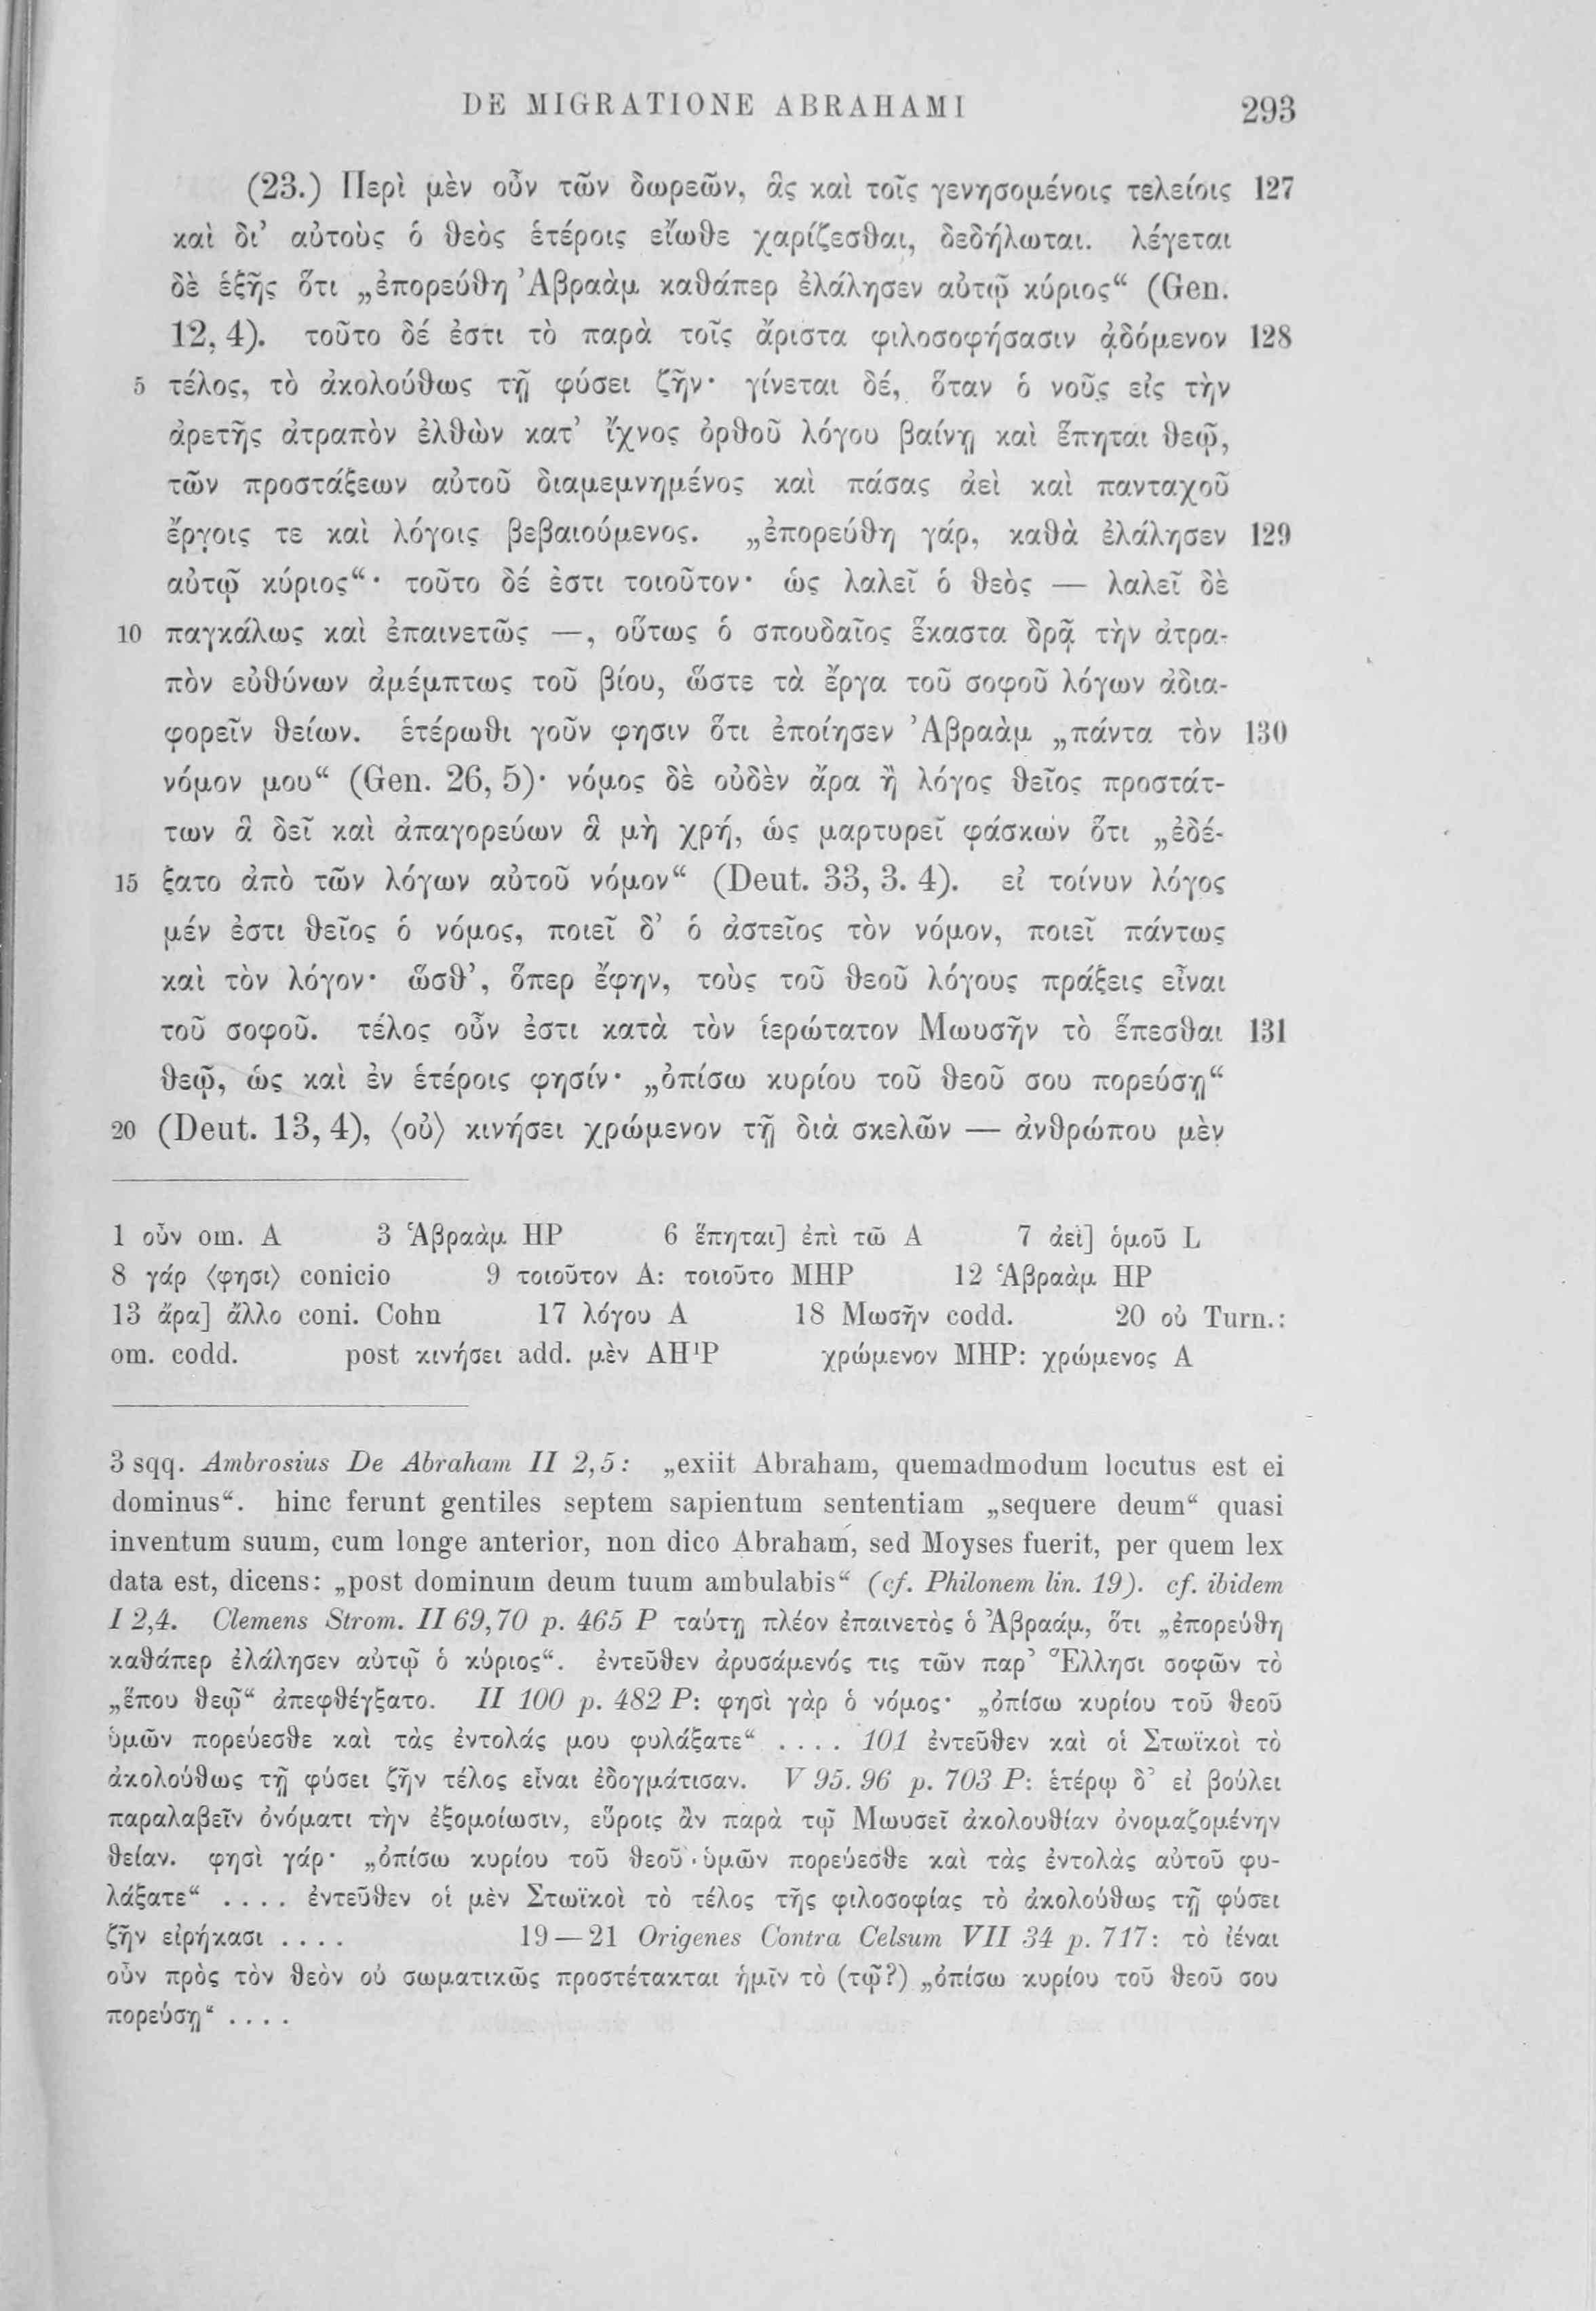 DE MIGRATIONE ABRAHAMI 293
(23.) Περὶ μὲν οὖν τῶν δωρεῶν, ἃς καὶ τοῖς γενησομένοις τελείοις 127
καὶ δι’ αὐτοὺς ὁ θεὸς ἑτέροις εἴωθε χαρίζεσθαι, δεδήλωται. λέγεται
δὲ ἑξῆς ὅτι „ἐπορεύθη Ἀβραὰμ καθάπερ ἐλάλησεν αὐτῷ κύριος“ (Gen.
12, 4). τοῦτο δέ ἐστι τὸ παρὰ τοῖς ἄριστα φιλοσοφήσασιν ᾀδόμενον 128
5 τέλος, τὸ ἀκολούθως τῇ φύσει ζῆν· γίνεται δέ, ὅταν ὁ νοῦς εἰς τὴν
ἀρετῆς ἀτραπὸν ἐλθὼν κατ’ ἴχνος ὀρθοῦ λόγου βαίνῃ καὶ ἕπηται θεῷ,
τῶν προστάξεων αὐτοῦ διαμεμνημένος καὶ πάσας ἀεὶ καὶ πανταχοῦ
ἔργοις τε καὶ λόγοις βεβαιούμενος. „ἐπορεύθη γάρ, καθὰ ἐλάλησεν 129
αὐτῷ κύριος“· τοῦτο δέ ἐστι τοιοῦτον· ὡς λαλεῖ ὁ θεὸς — λαλεῖ δὲ
10 παγκάλως καὶ ἐπαινετῶς —, οὕτως ὁ σπουδαῖος ἕκαστα δρᾷ τὴν ἀτρα-
πὸν εὐθύνων ἀμέμπτως τοῦ βίου, ὥστε τὰ ἔργα τοῦ σοφοῦ λόγων ἀδια-
φορεῖν θείων. ἑτέρωθι γοῦν φησιν ὅτι ἐποίησεν Ἀβραὰμ „πάντα τὸν 130
νόμον μου“ (Gen. 26, 5)· νόμος δὲ οὐδὲν ἄρα ἢ λόγος θεῖος προστάτ-
των ἃ δεῖ καὶ ἀπαγορεύων ἃ μὴ χρή, ὡς μαρτυρεῖ φάσκων ὅτι „ἐδέ-
15 ξατο ἀπὸ τῶν λόγων αὐτοῦ νόμον“ (Deut. 33, 3. 4). εἰ τοίνυν λόγος
μέν ἐστι θεῖος ὁ νόμος, ποιεῖ δ’ ὁ ἀστεῖος τὸν νόμον, ποιεῖ πάντως
καὶ τὸν λόγον· ὥσθ’, ὅπερ ἔφην, τοὺς τοῦ θεοῦ λόγους πράξεις εἶναι
τοῦ σοφοῦ. τέλος οὖν ἐστι κατὰ τὸν ἱερώτατον Μωυσῆν τὸ ἕπεσθαι 131
θεῷ, ὡς καὶ ἐν ἑτέροις φησίν· „ὀπίσω κυρίου τοῦ θεοῦ σου πορεύσῃ“
20 (Deut. 13, 4), ⟨οὐ⟩ κινήσει χρώμενον τῇ διὰ σκελῶν — ἀνθρώπου μὲν
1 οὖν om. A 3 Ἁβραὰμ HP 6 ἕπηται] ἐπὶ τῶ A 7 ἀεὶ] ὁμοῦ L
8 γάρ ⟨φησι⟩ conicio 9 τοιοῦτον A: τοιοῦτο MHP 12 Ἁβραὰμ HP
13 ἄρα] ἄλλο coni. Cohn 17 λόγου A 18 Μωσῆν codd. 20 οὐ Turn.:
om. codd. post κινήσει add. μὲν AH¹P χρώμενον MHP: χρώμενος A
3 sqq. Ambrosius De Abraham II 2,5: „exiit Abraham, quemadmodum locutus est ei
dominus“. hinc ferunt gentiles septem sapientum sententiam „sequere deum“ quasi
inventum suum, cum longe anterior, non dico Abraham, sed Moyses fuerit, per quem lex
data est, dicens: „post dominum deum tuum ambulabis“ (cf. Philonem lin. 19). cf. ibidem
I 2,4. Clemens Strom. II 69,70 p. 465 P ταύτῃ πλέον ἐπαινετὸς ὁ Ἀβραάμ, ὅτι „ἐπορεύθη
καθάπερ ἐλάλησεν αὐτῷ ὁ κύριος“. ἐντεῦθεν ἀρυσάμενός τις τῶν παρ’ Ἕλλησι σοφῶν τὸ
„ἕπου θεῷ“ ἀπεφθέγξατο. II 100 p. 482 P: φησὶ γὰρ ὁ νόμος· „ὀπίσω κυρίου τοῦ θεοῦ
ὑμῶν πορεύεσθε καὶ τὰς ἐντολάς μου φυλάξατε“ .... 101 ἐντεῦθεν καὶ οἱ Στωϊκοὶ τὸ
ἀκολούθως τῇ φύσει ζῆν τέλος εἶναι ἐδογμάτισαν. V 95. 96 p. 703 P: ἑτέρῳ δ’ εἰ βούλει
παραλαβεῖν ὀνόματι τὴν ἐξομοίωσιν, εὕροις ἂν παρὰ τῷ Μωυσεῖ ἀκολουθίαν ὀνομαζομένην
θείαν. φησὶ γάρ· „ὀπίσω κυρίου τοῦ θεοῦ ὑμῶν πορεύεσθε καὶ τὰς ἐντολὰς αὐτοῦ φυ-
λάξατε“ .... ἐντεῦθεν οἱ μὲν Στωϊκοὶ τὸ τέλος τῆς φιλοσοφίας τὸ ἀκολούθως τῇ φύσει
ζῆν εἰρήκασι .... 19—21 Origenes Contra Celsum VII 34 p. 717: τὸ ἰέναι
οὖν πρὸς τὸν θεὸν οὐ σωματικῶς προστέτακται ἡμῖν τὸ (τῷ?) „ὀπίσω κυρίου τοῦ θεοῦ σου
πορεύσῃ“ ....